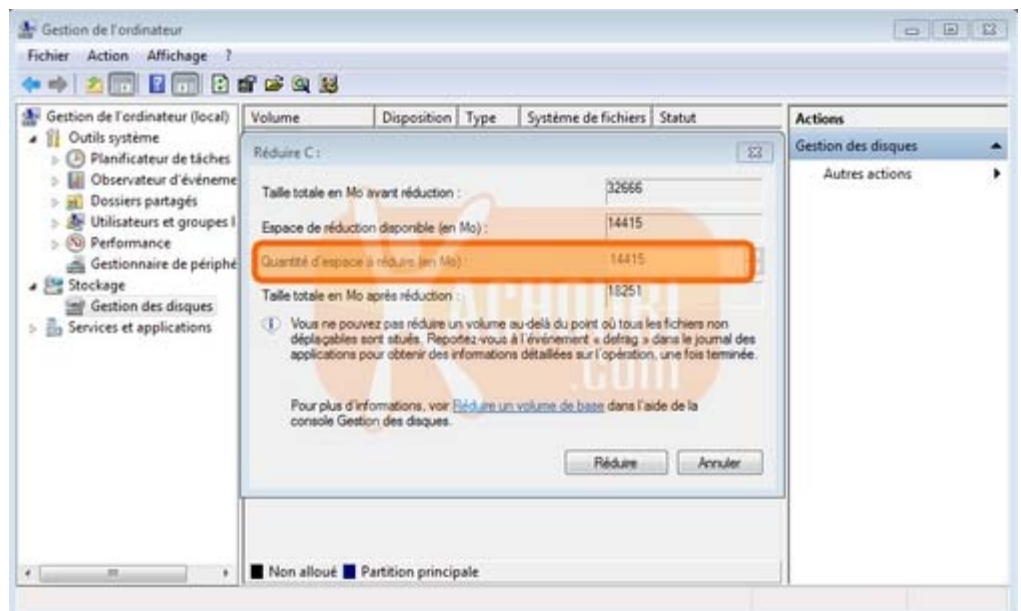 Gestion de l'ordinateur
Fichier Action Affichage ?
Gestion de l'ordinateur (local)
Outils système
Planificateur de tâches
Observateur d'événeme
Dossiers partagés
Utilisateurs et groupes l
Performance
Gestionnaire de périphé
Stockage
Gestion des disques
Services et applications
Volume Disposition Type Système de fichiers Statut
Réduire C :
Taille totale en Mo avant réduction : 32666
Espace de réduction disponible (en Mo) : 14415
Quantité d'espace à réduire (en Mo) : 14415
Taille totale en Mo après réduction : 18251
Vous ne pouvez pas réduire un volume au-delà du point où tous les fichiers non
déplaçables sont situés. Reportez-vous à l'événement « defrag » dans le journal des
applications pour obtenir des informations détaillées sur l'opération, une fois terminée.
Pour plus d'informations, voir Réduire un volume de base dans l'aide de la
console Gestion des disques.
Réduire Annuler
Non alloué Partition principale
Actions
Gestion des disques
Autres actions
.COM